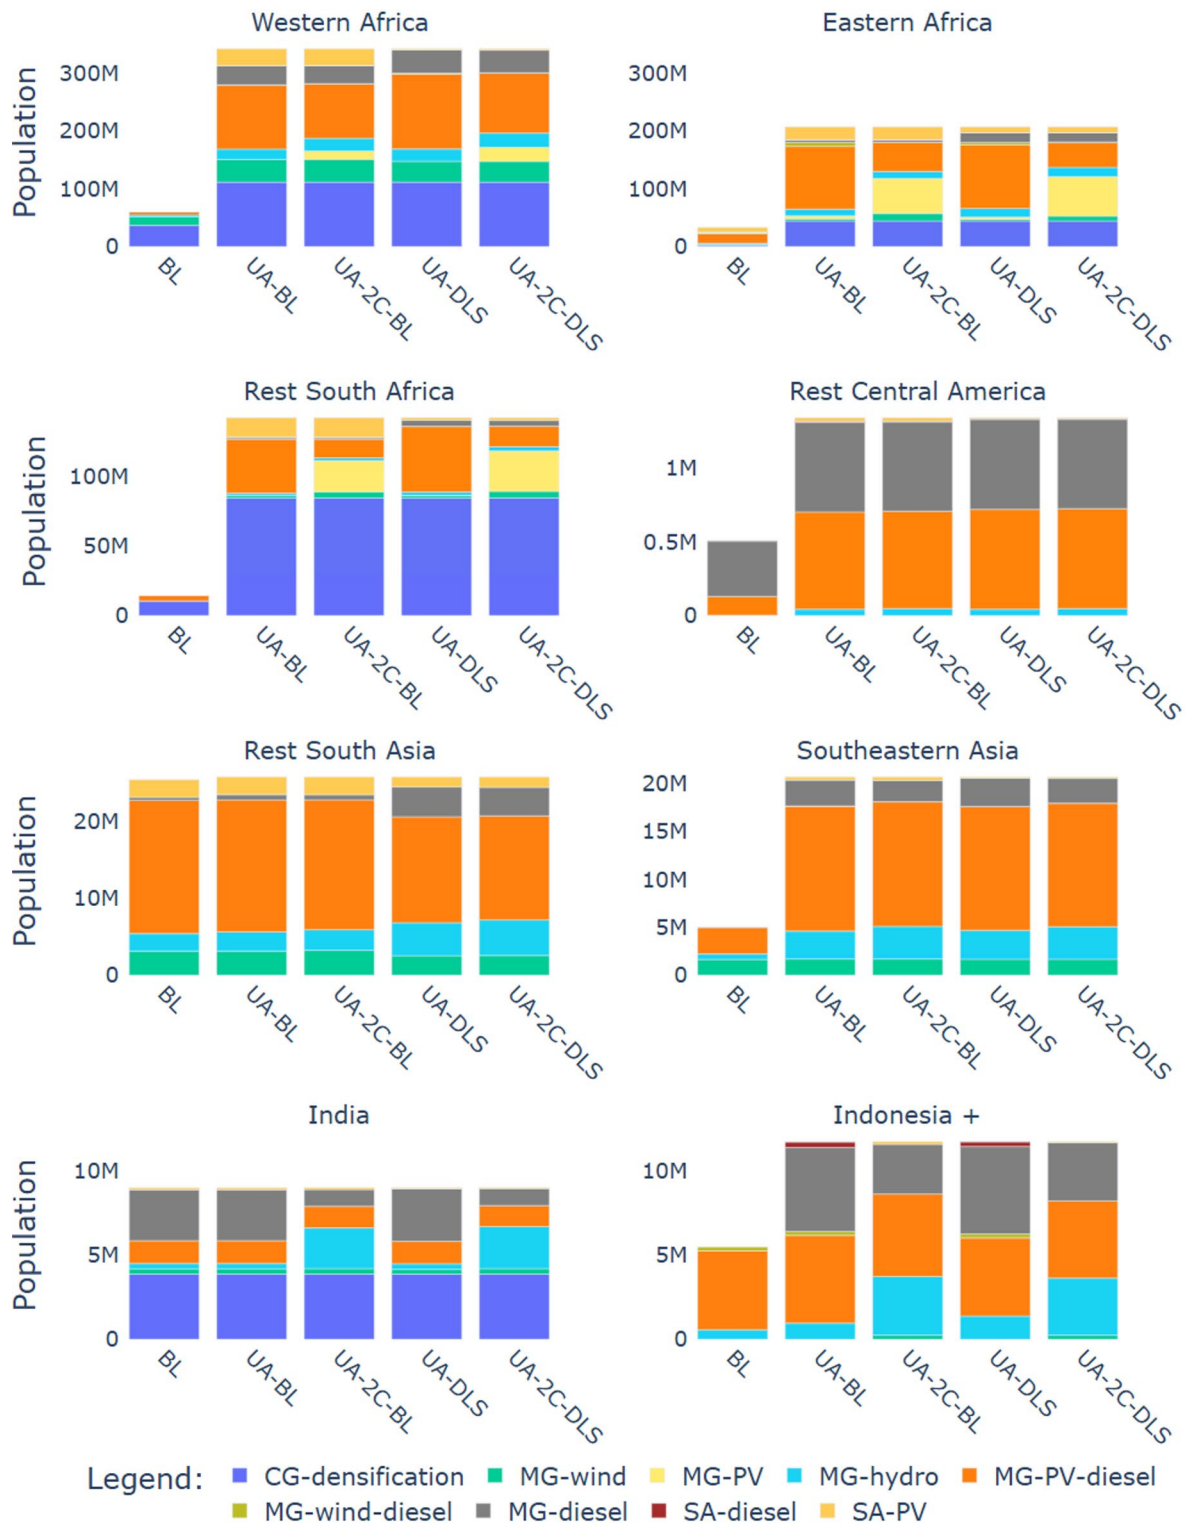 Western Africa
Eastern Africa
Population
300M
200M
100M
0
BL
UA-BL
UA-2C-BL
UA-DLS
UA-2C-DLS
300M
200M
100M
0
BL
UA-BL
UA-2C-BL
UA-DLS
UA-2C-DLS
Rest South Africa
Rest Central America
Population
100M
50M
0
BL
UA-BL
UA-2C-BL
UA-DLS
UA-2C-DLS
1M
0.5M
0
BL
UA-BL
UA-2C-BL
UA-DLS
UA-2C-DLS
Rest South Asia
Southeastern Asia
Population
20M
10M
0
BL
UA-BL
UA-2C-BL
UA-DLS
UA-2C-DLS
20M
15M
10M
5M
0
BL
UA-BL
UA-2C-BL
UA-DLS
UA-2C-DLS
India
Indonesia +
Population
10M
5M
0
BL
UA-BL
UA-2C-BL
UA-DLS
UA-2C-DLS
10M
5M
0
BL
UA-BL
UA-2C-BL
UA-DLS
UA-2C-DLS
Legend: CG-densification MG-wind MG-PV MG-hydro MG-PV-diesel
MG-wind-diesel MG-diesel SA-diesel SA-PV